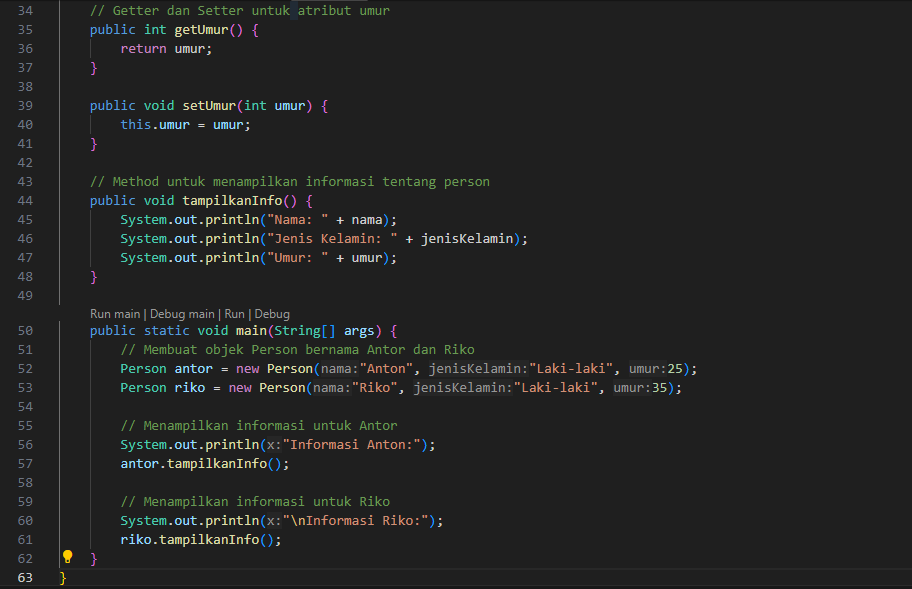 34 // Getter dan Setter untuk atribut umur
35 public int getUmur() {
36 return umur;
37 }
38
39 public void setUmur(int umur) {
40 this.umur = umur;
41 }
42
43 // Method untuk menampilkan informasi tentang person
44 public void tampilkanInfo() {
45 System.out.println("Nama: " + nama);
46 System.out.println("Jenis Kelamin: " + jenisKelamin);
47 System.out.println("Umur: " + umur);
48 }
49
Run main | Debug main | Run | Debug
50 public static void main(String[] args) {
51 // Membuat objek Person bernama Antor dan Riko
52 Person antor = new Person(nama:"Anton", jenisKelamin:"Laki-laki", umur:25);
53 Person riko = new Person(nama:"Riko", jenisKelamin:"Laki-laki", umur:35);
54
55 // Menampilkan informasi untuk Antor
56 System.out.println(x:"Informasi Anton:");
57 antor.tampilkanInfo();
58
59 // Menampilkan informasi untuk Riko
60 System.out.println(x:"\nInformasi Riko:");
61 riko.tampilkanInfo();
62 }
63 }